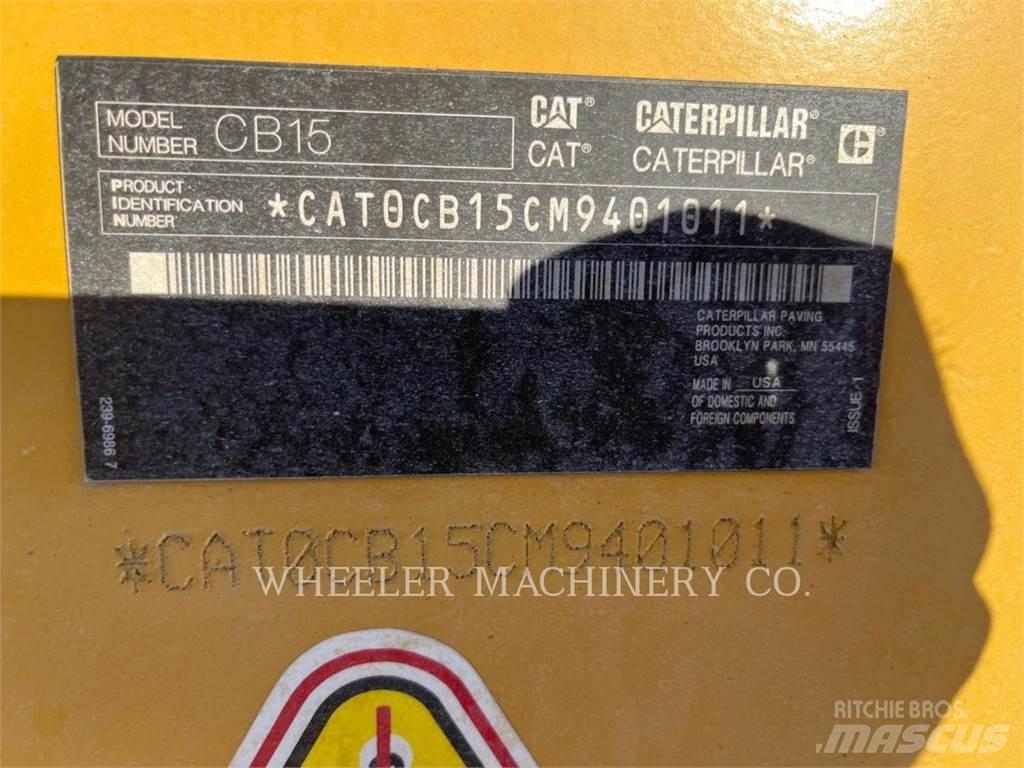 MODEL
NUMBER CB15
CAT® CATERPILLAR®
CAT® CATERPILLAR®
PRODUCT
IDENTIFICATION
NUMBER
*CAT0CB15CM9401011*
CATERPILLAR PAVING
PRODUCTS INC.
BROOKLYN PARK, MN 55445
USA
MADE IN USA
OF DOMESTIC AND
FOREIGN COMPONENTS
239-6986 7
ISSUE-1
*CAT0CB15CM9401011*
WHEELER MACHINERY CO.
RITCHIE BROS.
MASCUS